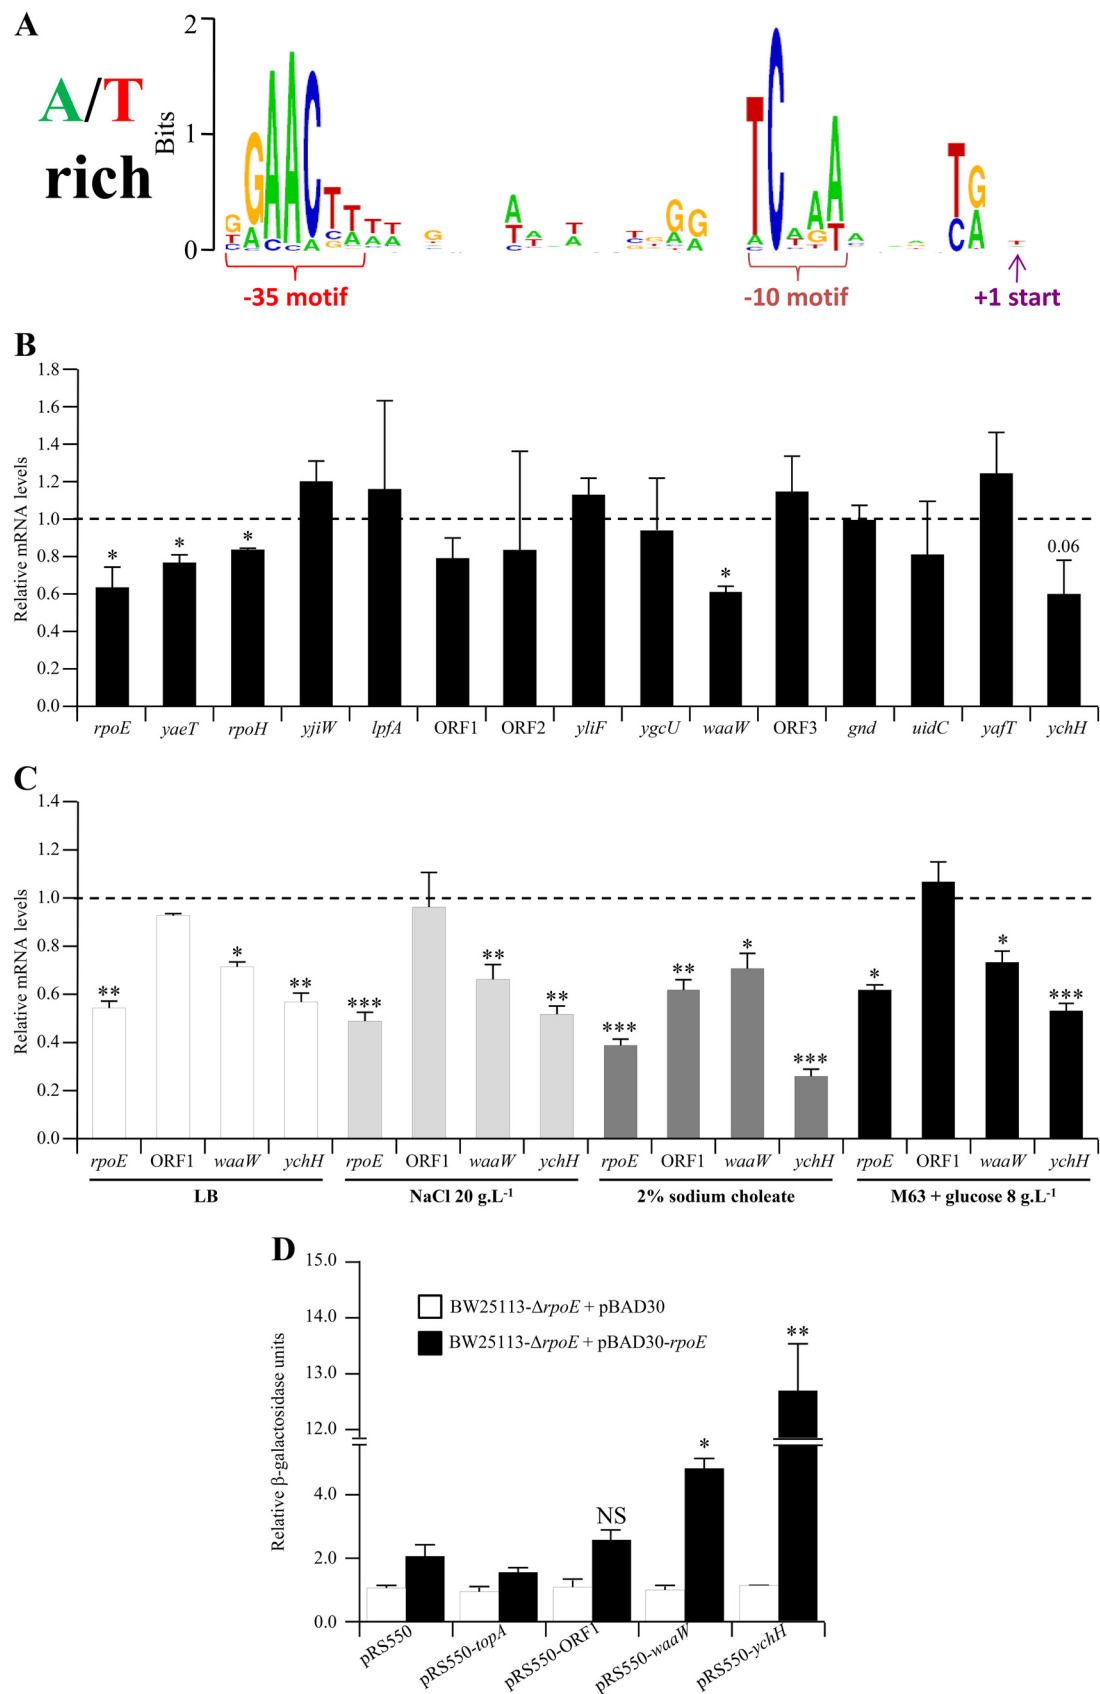 A
A/T
rich
Bits
2
1
0
-35 motif
-10 motif
+1 start
B
Relative mRNA levels
1.8
1.6
1.4
1.2
1.0
0.8
0.6
0.4
0.2
0.0
* * * * 0.06
rpoE yaeT rpoH yjiW lpfA ORF1 ORF2 yliF ygcU waaW ORF3 gnd uidC yafT ychH
C
Relative mRNA levels
1.4
1.2
1.0
0.8
0.6
0.4
0.2
0.0
** * ** *** ** ** *** ** * *** * * ***
rpoE ORF1 waaW ychH rpoE ORF1 waaW ychH rpoE ORF1 waaW ychH rpoE ORF1 waaW ychH
LB NaCl 20 g.L-1 2% sodium choleate M63 + glucose 8 g.L-1
D
Relative β-galactosidase units
15.0
14.0
13.0
12.0
4.0
2.0
0.0
BW25113-ΔrpoE + pBAD30
BW25113-ΔrpoE + pBAD30-rpoE
NS * **
pRS550 pRS550-topA pRS550-ORF1 pRS550-waaW pRS550-ychH